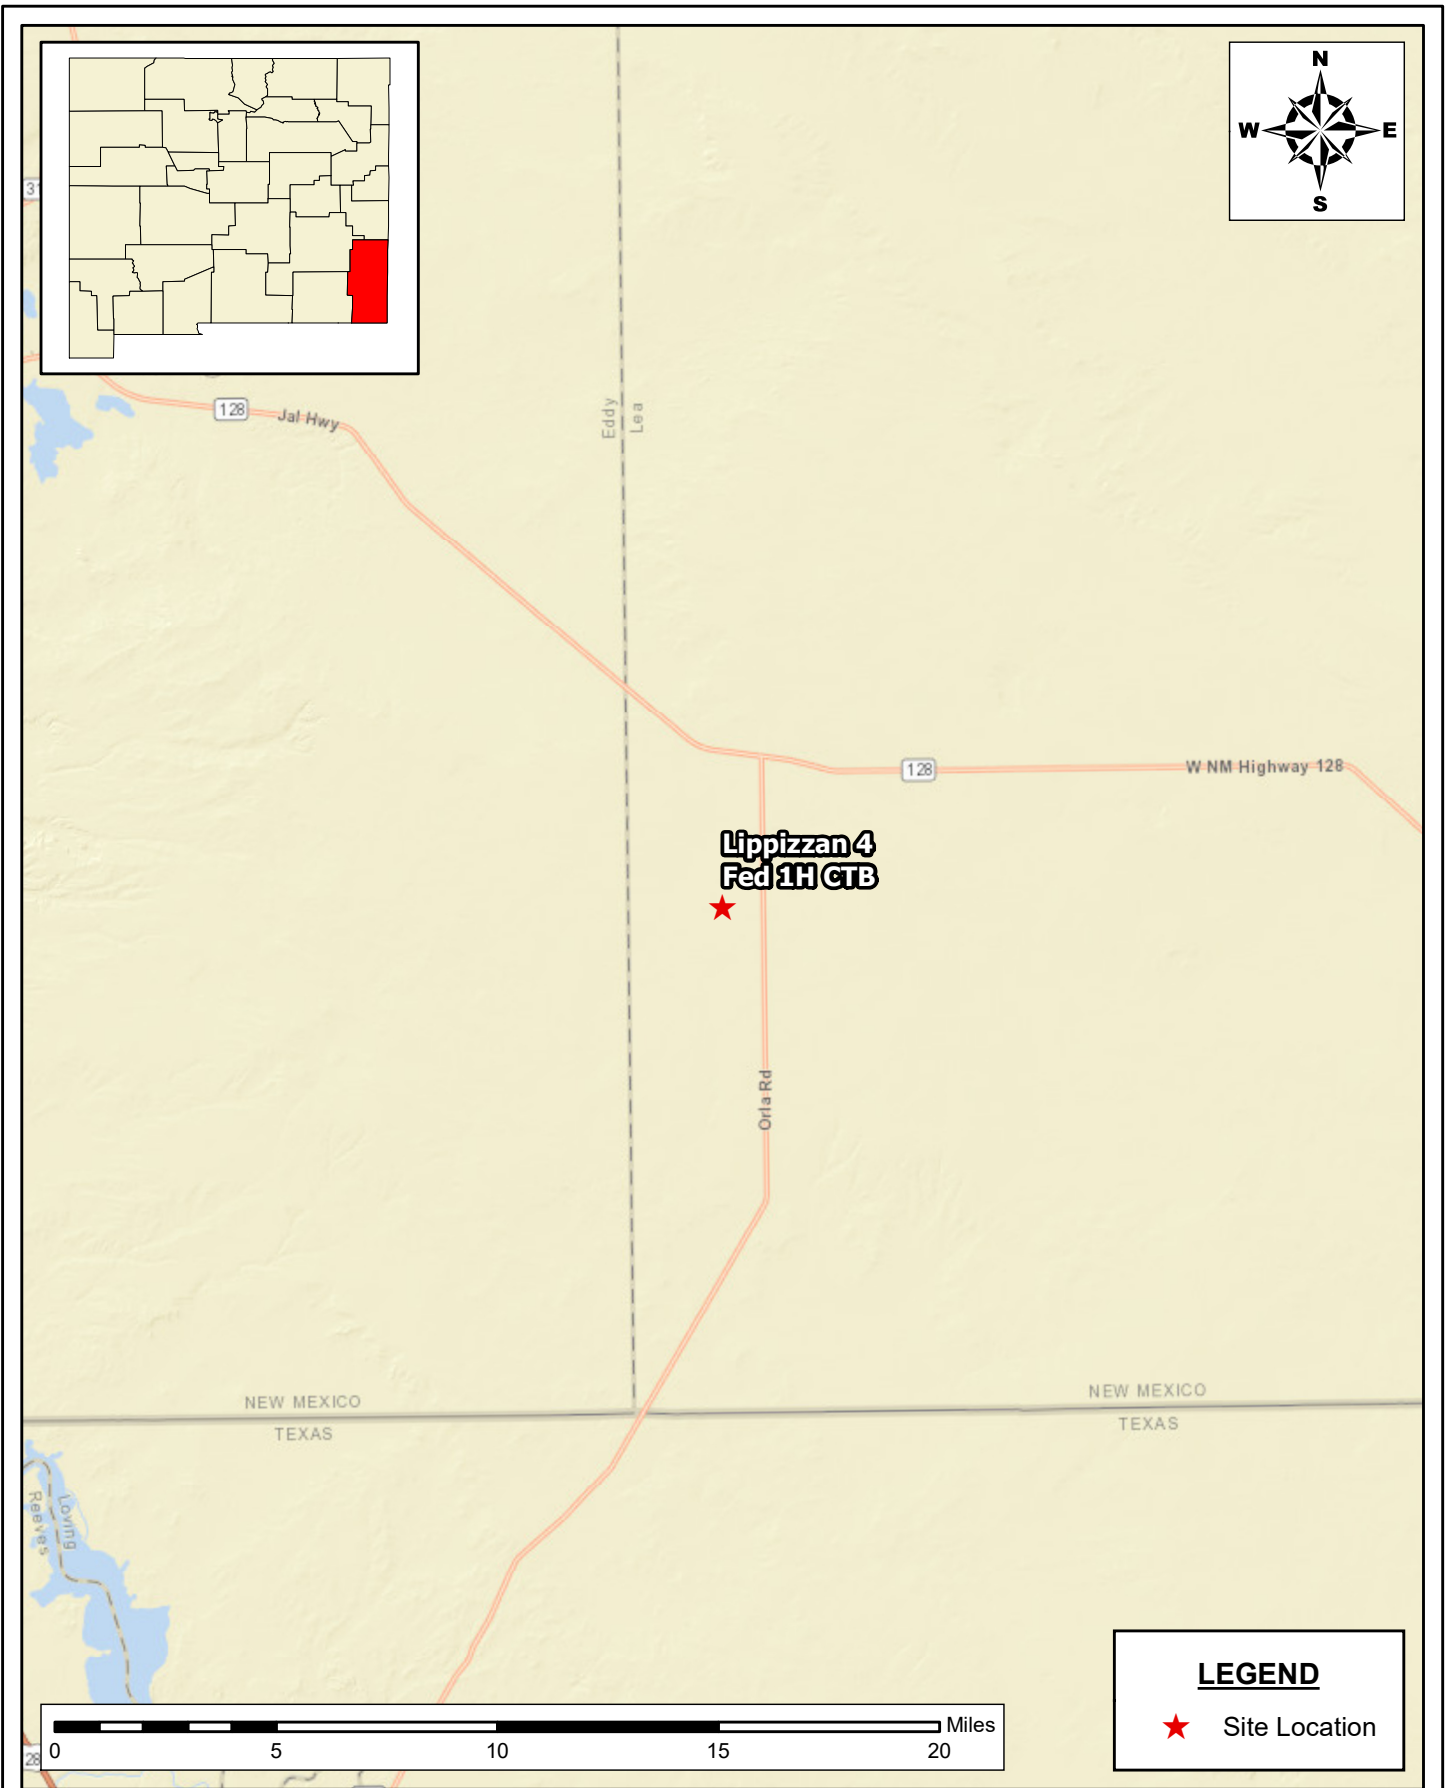 N
W
E
S
31
128
Jal Hwy
Eddy
Lea
128
W NM Highway 128
Lippizzan 4
Fed 1H CTB
Orla Rd
NEW MEXICO
TEXAS
NEW MEXICO
TEXAS
Loving
Reeves
LEGEND
Site Location
Miles
0
5
10
15
20